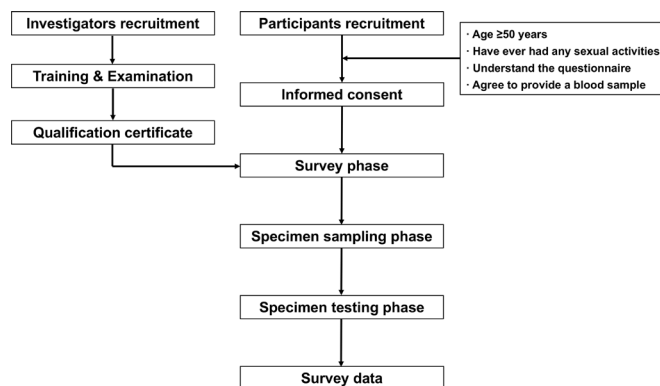 Investigators recruitment
Participants recruitment
· Age ≥50 years
· Have ever had any sexual activities
· Understand the questionnaire
· Agree to provide a blood sample
Training & Examination
Informed consent
Qualification certificate
Survey phase
Specimen sampling phase
Specimen testing phase
Survey data